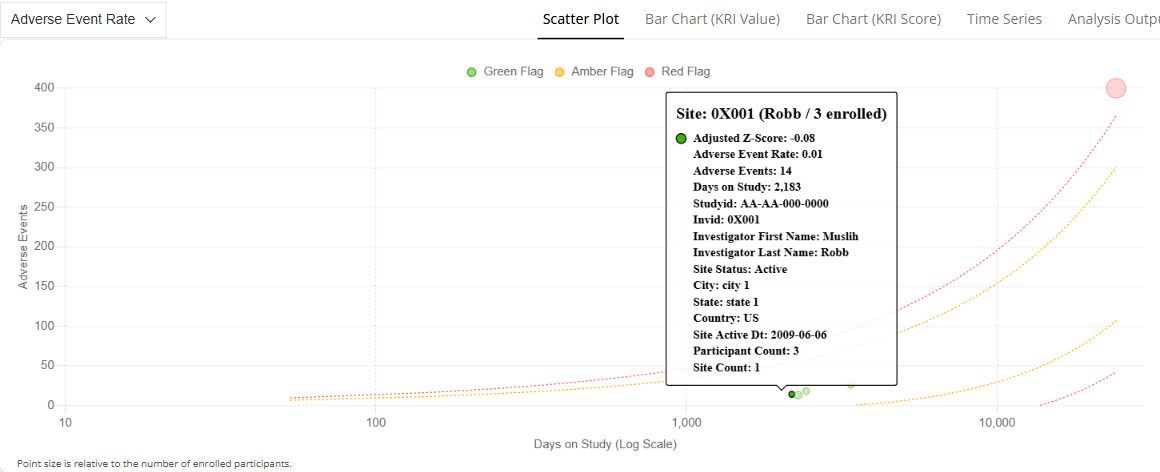 Adverse Event Rate
Scatter Plot
Bar Chart (KRI Value)
Bar Chart (KRI Score)
Time Series
Analysis Outp
Green Flag
Amber Flag
Red Flag
400
350
300
250
200
150
100
50
0
Adverse Events
Site: 0X001 (Robb / 3 enrolled)
Adjusted Z-Score: -0.08
Adverse Event Rate: 0.01
Adverse Events: 14
Days on Study: 2,183
Studyid: AA-AA-000-0000
Invid: 0X001
Investigator First Name: Muslih
Investigator Last Name: Robb
Site Status: Active
City: city 1
State: state 1
Country: US
Site Active Dt: 2009-06-06
Participant Count: 3
Site Count: 1
10
100
1,000
10,000
Days on Study (Log Scale)
Point size is relative to the number of enrolled participants.